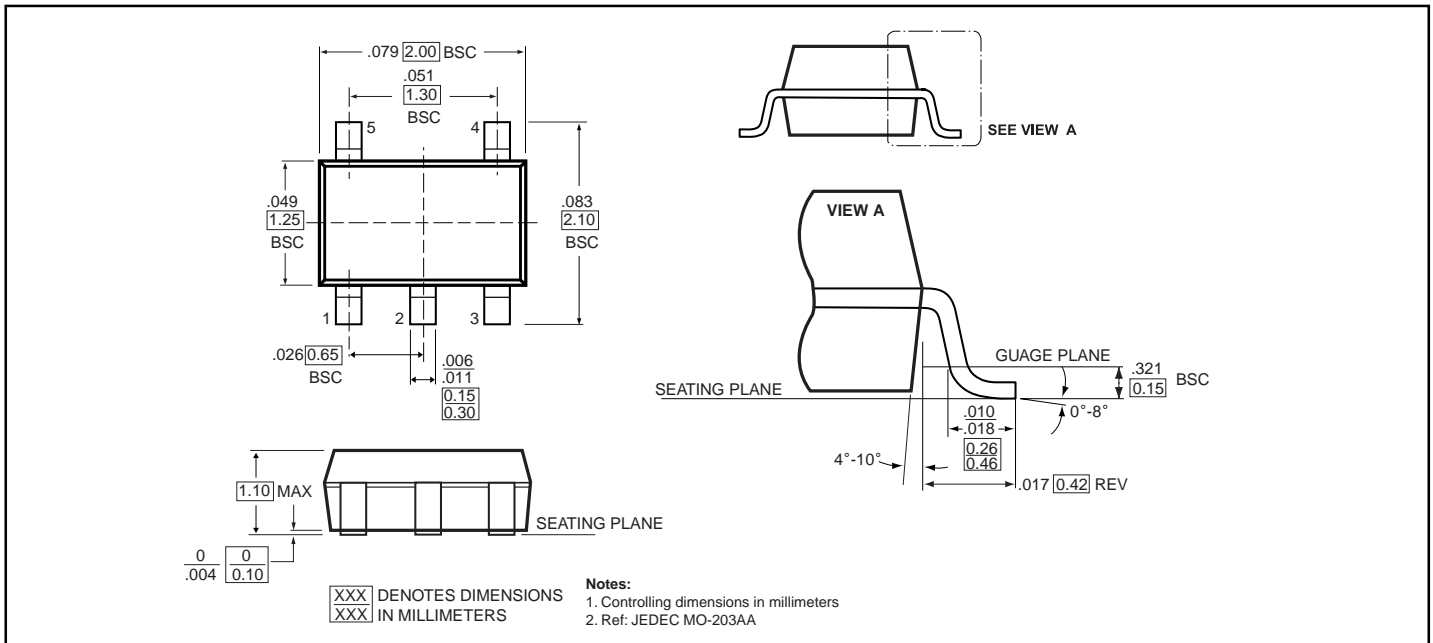 .079 2.00 BSC
.051
1.30
BSC
5
4
.049
1.25
BSC
.083
2.10
BSC
1
2
3
.026 0.65
BSC
.006
.011
0.15
0.30
SEE VIEW A
VIEW A
GUAGE PLANE
SEATING PLANE
.321
0.15 BSC
0°-8°
.010
.018
0.26
0.46
4°-10°
.017 0.42 REV
1.10 MAX
SEATING PLANE
0 0
.004 0.10
XXX DENOTES DIMENSIONS
XXX IN MILLIMETERS
Notes:
1. Controlling dimensions in millimeters
2. Ref: JEDEC MO-203AA